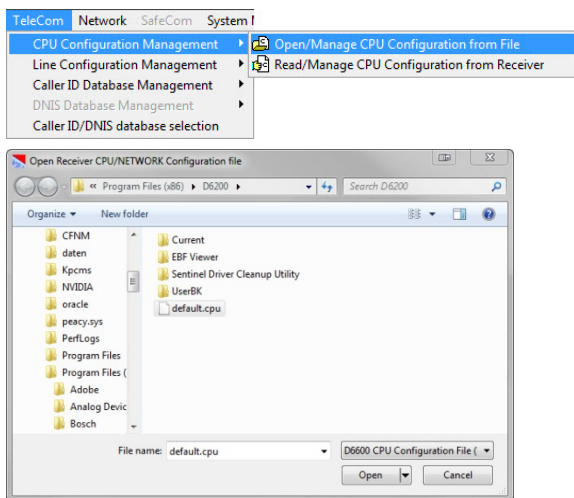 TeleCom Network SafeCom System
CPU Configuration Management Open/Manage CPU Configuration from File
Line Configuration Management Read/Manage CPU Configuration from Receiver
Caller ID Database Management
DNIS Database Management
Caller ID/DNIS database selection
Open Receiver CPU/NETWORK Configuration file
« Program Files (x86) D6200 Search D6200
Organize New folder
CFNM
daten
Kpcms
NVIDIA
oracle
peacy.sys
PerfLogs
Program Files
Program Files (
Adobe
Analog Devic
Bosch
Current
EBF Viewer
Sentinel Driver Cleanup Utility
UserBK
default.cpu
File name: default.cpu D6600 CPU Configuration File (
Open Cancel